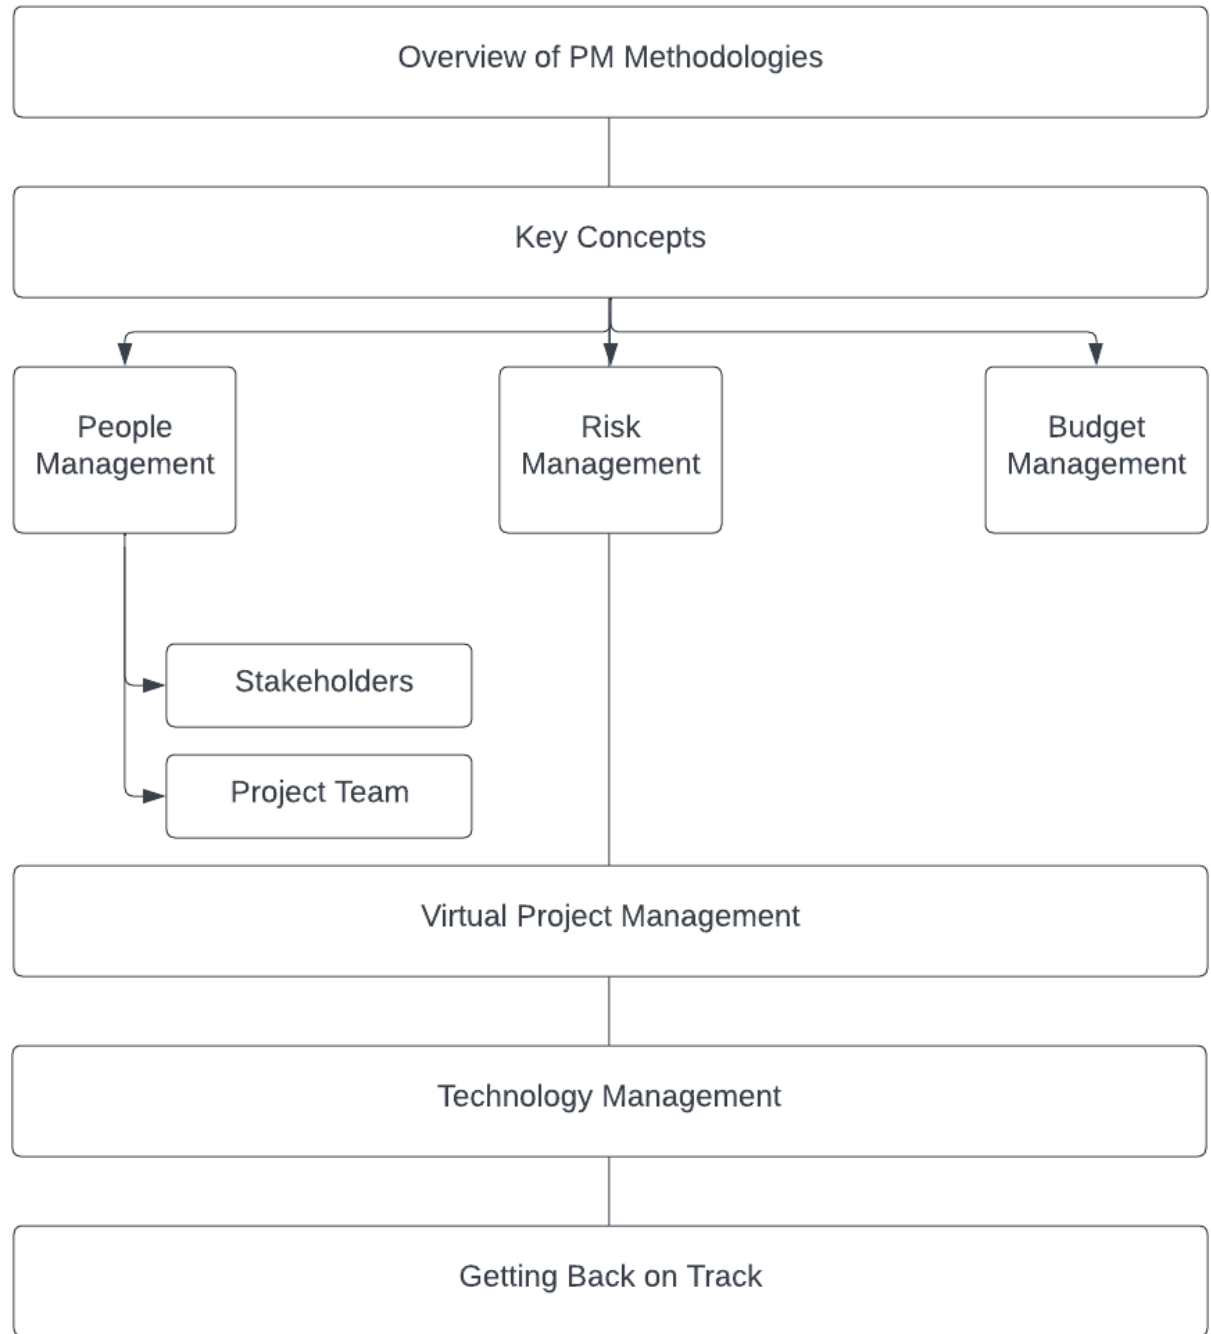 Overview of PM Methodologies
Key Concepts
People
Management
Risk
Management
Budget
Management
Stakeholders
Project Team
Virtual Project Management
Technology Management
Getting Back on Track